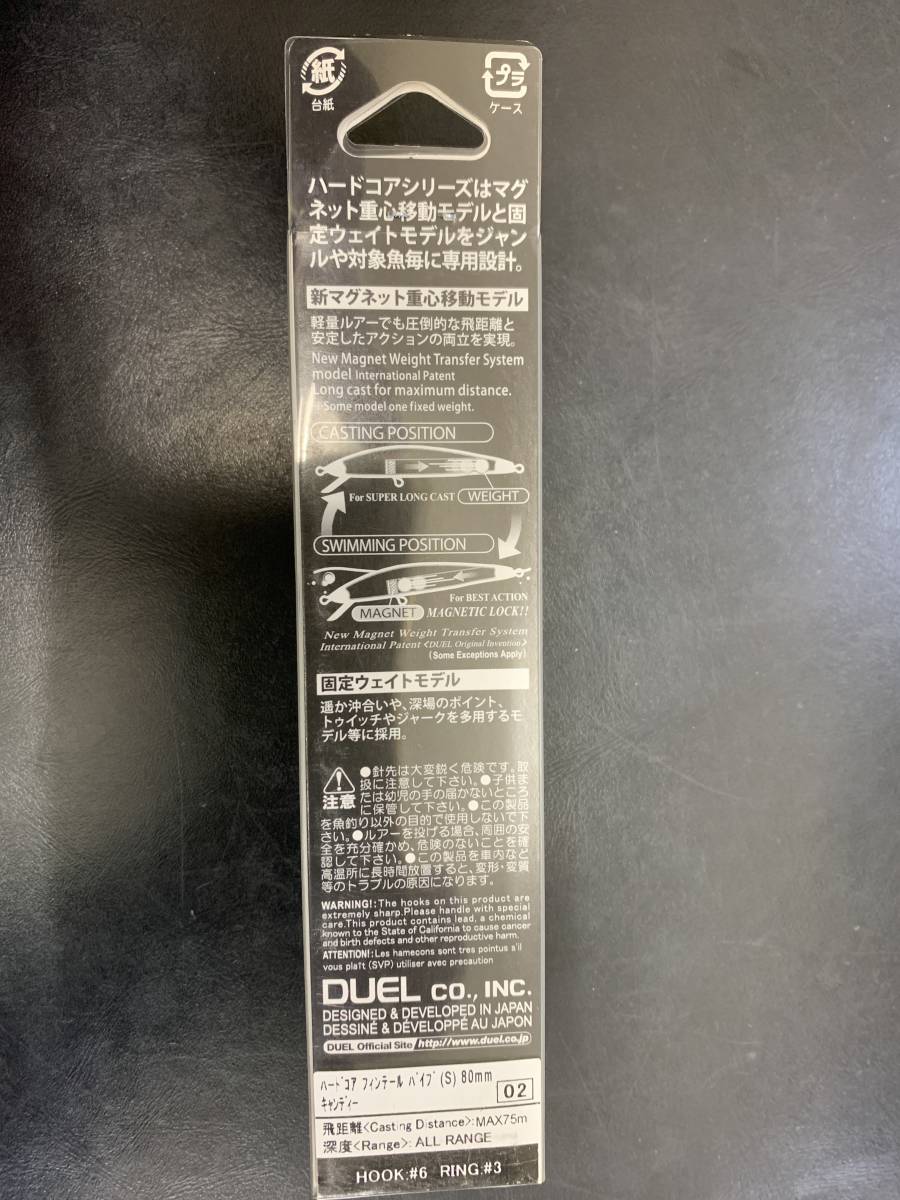 紙
台紙
プラ
ケース
ハードコアシリーズはマグ
ネット重心移動モデルと固
定ウェイトモデルをジャン
ルや対象魚毎に専用設計。
新マグネット重心移動モデル
軽量ルアーでも圧倒的な飛距離と
安定したアクションの両立を実現。
New Magnet Weight Transfer System
model International Patent
Long cast for maximum distance.
※Some model one fixed weight.
CASTING POSITION
For SUPER LONG CAST WEIGHT
SWIMMING POSITION
For BEST ACTION
MAGNET MAGNETIC LOCK!!
New Magnet Weight Transfer System
International Patent <DUEL Original Invention>
(Some Exceptions Apply)
固定ウェイトモデル
遥か沖合いや、深場のポイント、
トゥイッチやジャークを多用するモ
デル等に採用。
注意
●針先は大変鋭く危険です。取
扱に注意して下さい。●子供ま
たは幼児の手の届かないところ
に保管して下さい。●この製品
を魚釣り以外の目的で使用しないで下
さい。●ルアーを投げる場合、周囲の安
全を充分確かめ、危険のないことを確
認して下さい。●この製品を車内など
高温所に長時間放置すると、変形・変質
等のトラブルの原因になります。
WARNING!:The hooks on this product are
extremely sharp.Please handle with special
care.This product contains lead, a chemical
known to the State of California to cause cancer
and birth defects and other reproductive harm.
ATTENTION!:Les hamecons sont tres pointus s'il
vous plaît (SVP) utiliser avec precaution
DUEL CO., INC.
DESIGNED & DEVELOPED IN JAPAN
DESSINÉ & DÉVELOPPÉ AU JAPON
DUEL Official Site http://www.duel.co.jp
ハードコア フィンテール バイブ (S) 80mm
キャンディー
02
飛距離<Casting Distance>:MAX75m
深度<Range>: ALL RANGE
HOOK:#6 RING:#3